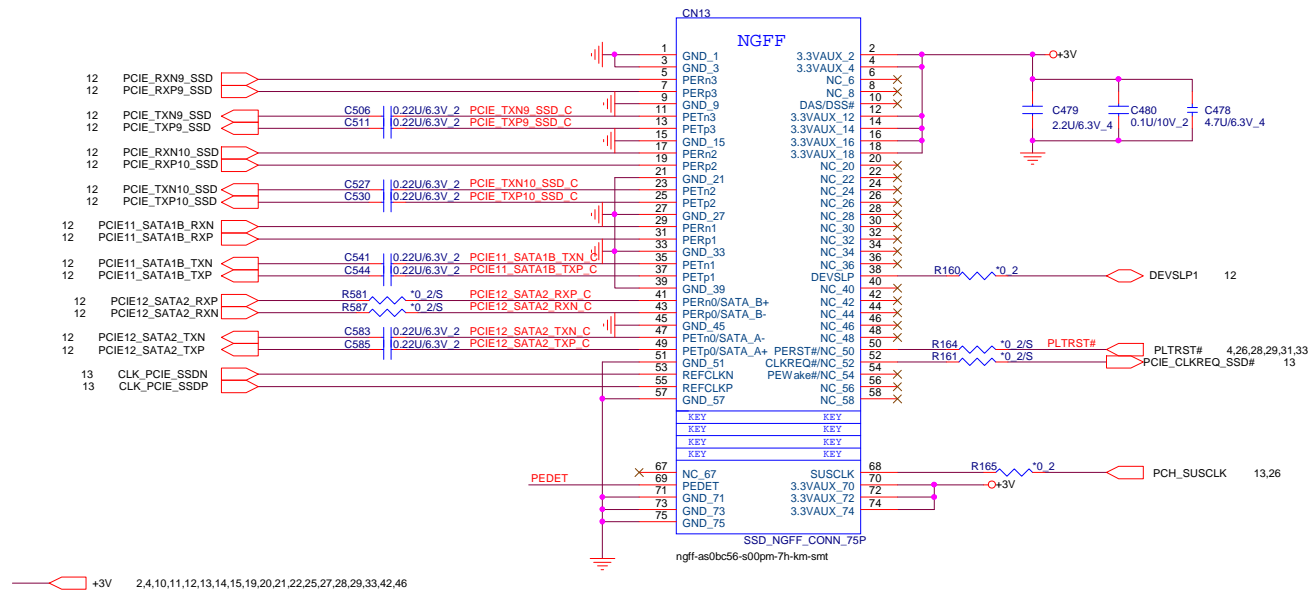 CN13
NGFF
1 GND_1 3.3VAUX_2 2 +3V
3 GND_3 3.3VAUX_4 4
12 PCIE_RXN9_SSD 5 PERn3 NC_6 6
12 PCIE_RXP9_SSD 7 PERp3 NC_8 8
9 GND_9 DAS/DSS# 10
12 PCIE_TXN9_SSD C506 0.22U/6.3V_2 PCIE_TXN9_SSD_C 11 PETn3 3.3VAUX_12 12
12 PCIE_TXP9_SSD C511 0.22U/6.3V_2 PCIE_TXP9_SSD_C 13 PETp3 3.3VAUX_14 14
C479 2.2U/6.3V_4
C480 0.1U/10V_2
C478 4.7U/6.3V_4
15 GND_15 3.3VAUX_16 16
12 PCIE_RXN10_SSD 17 PERn2 3.3VAUX_18 18
12 PCIE_RXP10_SSD 19 PERp2 NC_20 20
21 GND_21 NC_22 22
12 PCIE_TXN10_SSD C527 0.22U/6.3V_2 PCIE_TXN10_SSD_C 23 PETn2 NC_24 24
12 PCIE_TXP10_SSD C530 0.22U/6.3V_2 PCIE_TXP10_SSD_C 25 PETp2 NC_26 26
27 GND_27 NC_28 28
12 PCIE11_SATA1B_RXN 29 PERn1 NC_30 30
12 PCIE11_SATA1B_RXP 31 PERp1 NC_32 32
33 GND_33 NC_34 34
12 PCIE11_SATA1B_TXN C541 0.22U/6.3V_2 PCIE11_SATA1B_TXN_C 35 PETn1 NC_36 36
12 PCIE11_SATA1B_TXP C544 0.22U/6.3V_2 PCIE11_SATA1B_TXP_C 37 PETp1 DEVSLP 38 R160 *0_2 DEVSLP1 12
39 GND_39 NC_40 40
12 PCIE12_SATA2_RXP R581 *0_2/S PCIE12_SATA2_RXP_C 41 PERn0/SATA_B+ NC_42 42
12 PCIE12_SATA2_RXN R587 *0_2/S PCIE12_SATA2_RXN_C 43 PERp0/SATA_B- NC_44 44
45 GND_45 NC_46 46
12 PCIE12_SATA2_TXN C583 0.22U/6.3V_2 PCIE12_SATA2_TXN_C 47 PETn0/SATA_A- NC_48 48
12 PCIE12_SATA2_TXP C585 0.22U/6.3V_2 PCIE12_SATA2_TXP_C 49 PETp0/SATA_A+ PERST#/NC_50 50 R164 *0_2/S PLTRST# PLTRST# 4,26,28,29,31,33
51 GND_51 CLKREQ#/NC_52 52 R161 *0_2/S PCIE_CLKREQ_SSD# 13
13 CLK_PCIE_SSDN 53 REFCLKN PEWake#/NC_54 54
13 CLK_PCIE_SSDP 55 REFCLKP NC_56 56
57 GND_57 NC_58 58
KEY KEY
KEY KEY
KEY KEY
KEY KEY
67 NC_67 SUSCLK 68 R165 *0_2 PCH_SUSCLK 13,26
PEDET 69 PEDET 3.3VAUX_70 70 +3V
71 GND_71 3.3VAUX_72 72
73 GND_73 3.3VAUX_74 74
75 GND_75
SSD_NGFF_CONN_75P
ngff-as0bc56-s00pm-7h-km-smt
+3V 2,4,10,11,12,13,14,15,19,20,21,22,25,27,28,29,33,42,46